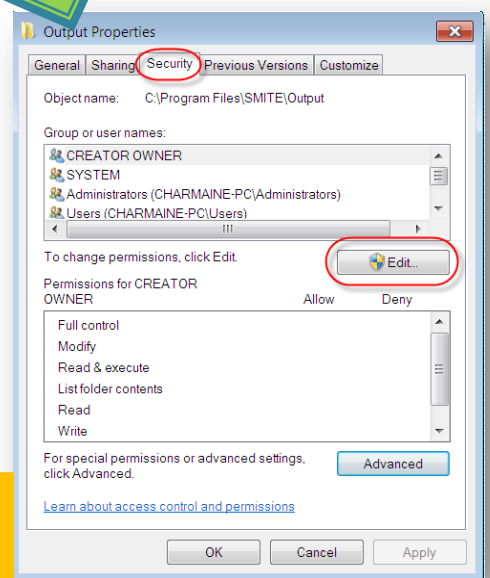 Output Properties
General Sharing Security Previous Versions Customize
Object name: C:\Program Files\SMITE\Output
Group or user names:
CREATOR OWNER
SYSTEM
Administrators (CHARMAINE-PC\Administrators)
Users (CHARMAINE-PC\Users)
To change permissions, click Edit.
Edit...
Permissions for CREATOR
OWNER Allow Deny
Full control
Modify
Read & execute
List folder contents
Read
Write
For special permissions or advanced settings,
click Advanced.
Advanced
Learn about access control and permissions
OK Cancel Apply